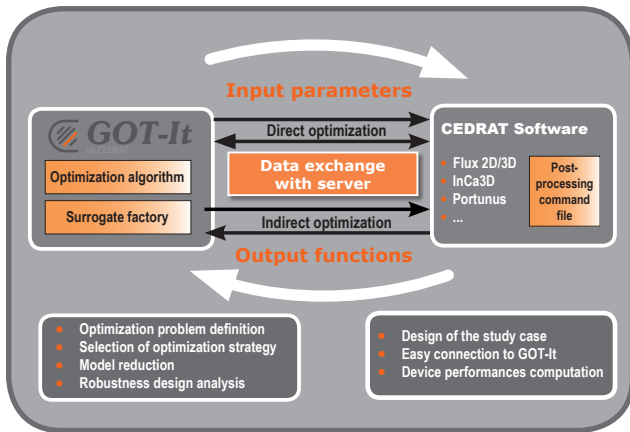 Input parameters
GOT-It
by CEDRAT
Optimization algorithm
Surrogate factory
Direct optimization
Data exchange
with server
Indirect optimization
Output functions
CEDRAT Software
• Flux 2D/3D
• InCa3D
• Portunus
• ...
Post-
processing
command
file
• Optimization problem definition
• Selection of optimization strategy
• Model reduction
• Robustness design analysis
• Design of the study case
• Easy connection to GOT-It
• Device performances computation